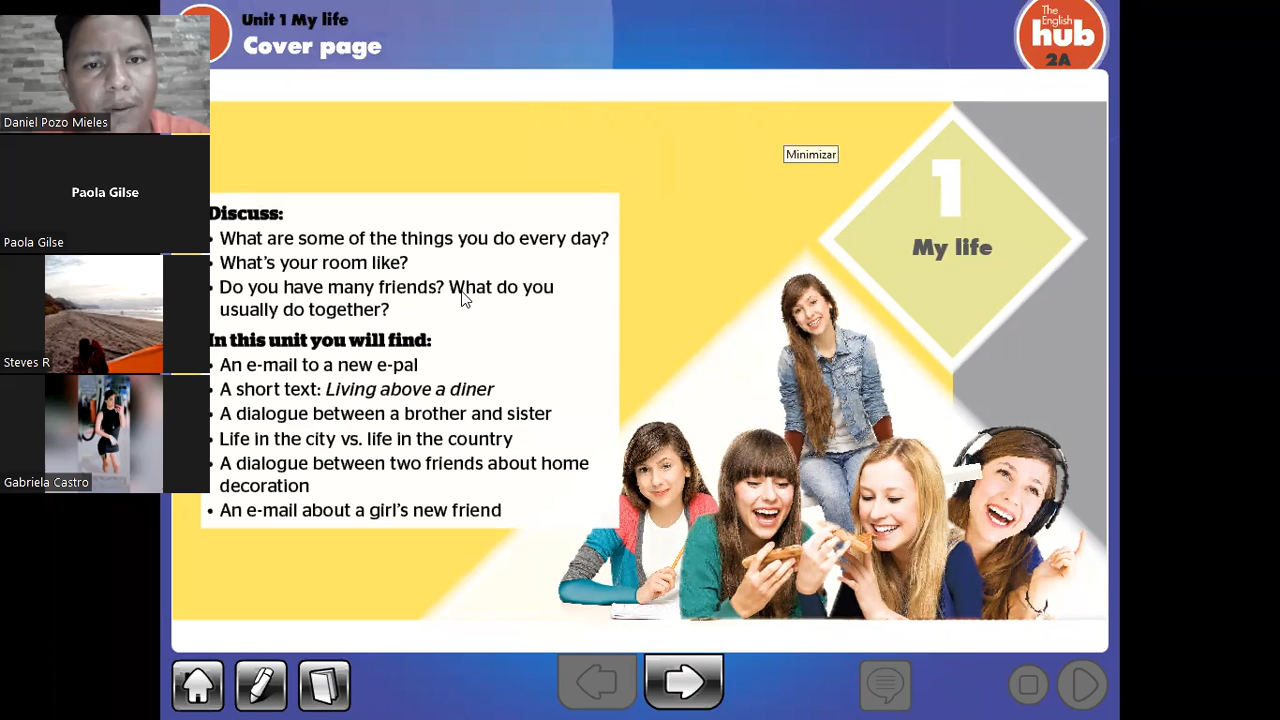 Unit 1 My life
Cover page
The
English
hub
2A
Daniel Pozo Mieles
Paola Gilse
Paola Gilse
Steves R
Gabriela Castro
Minimizar
1
My life
Discuss:
• What are some of the things you do every day?
• What's your room like?
• Do you have many friends? What do you
usually do together?
In this unit you will find:
• An e-mail to a new e-pal
• A short text: Living above a diner
• A dialogue between a brother and sister
• Life in the city vs. life in the country
• A dialogue between two friends about home
decoration
• An e-mail about a girl's new friend